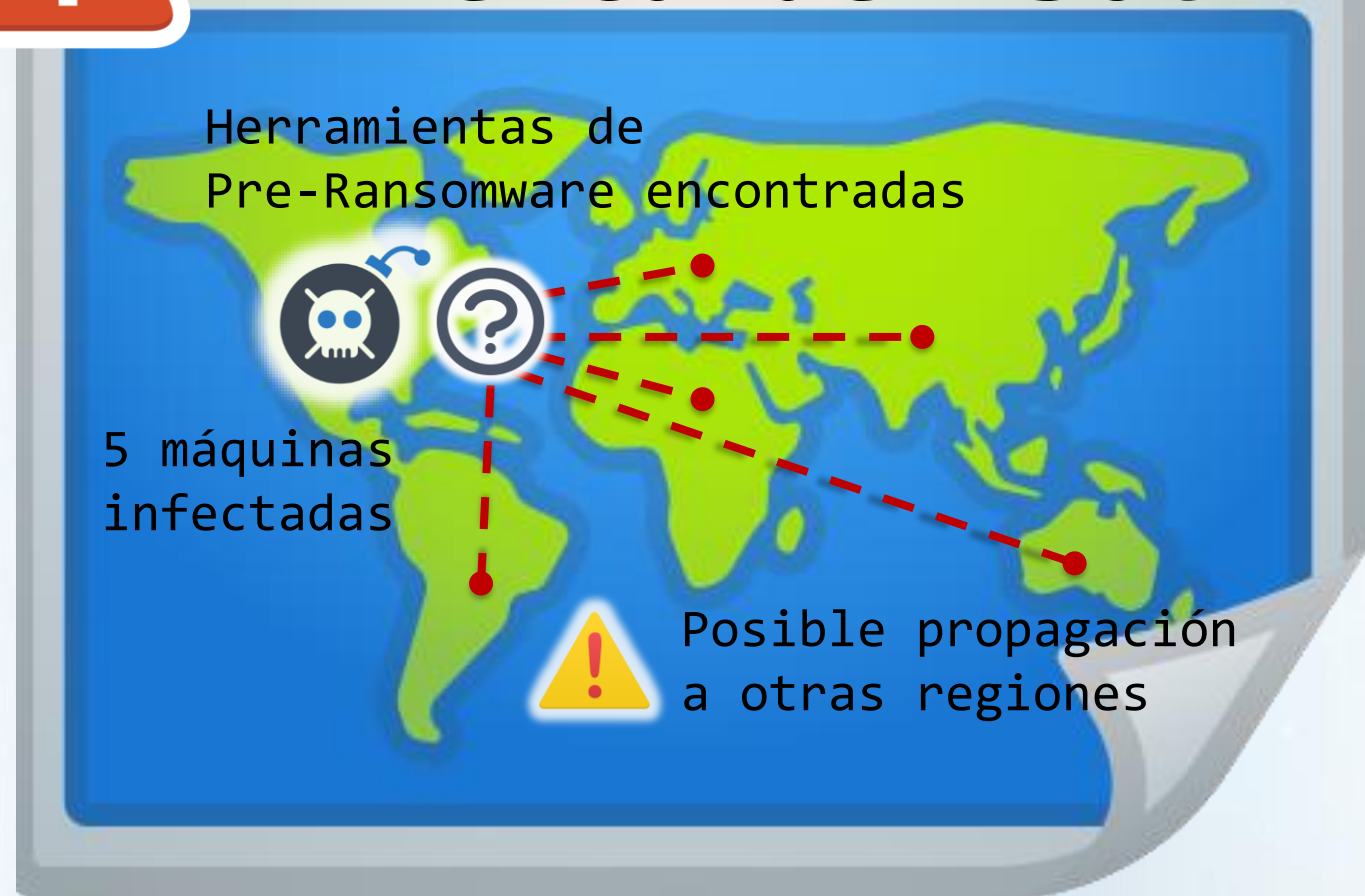 Herramientas de
Pre-Ransomware encontradas
5 máquinas
infectadas
Posible propagación
a otras regiones